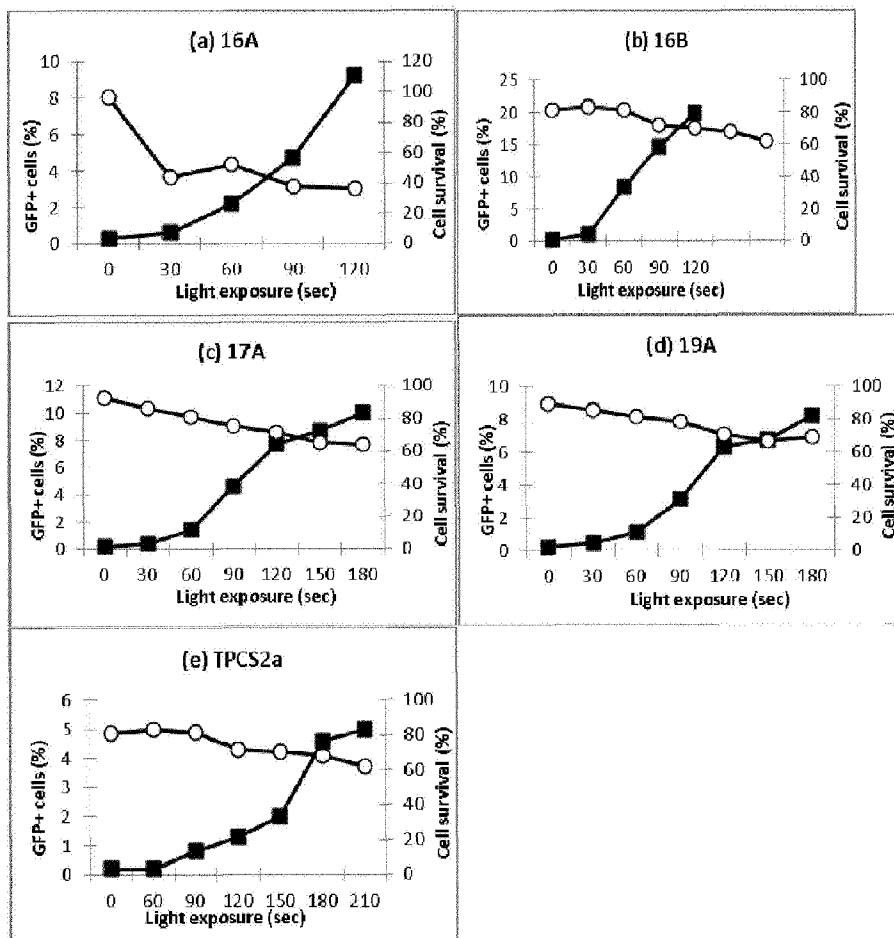 (a) 16A
10
8
6
4
2
0
GFP+ cells (%)
120
100
80
60
40
20
0
Cell survival (%)
0 30 60 90 120
Light exposure (sec)
(b) 16B
25
20
15
10
5
0
GFP+ cells (%)
100
80
60
40
20
0
Cell survival (%)
0 30 60 90 120
Light exposure (sec)
(c) 17A
12
10
8
6
4
2
0
GFP+ cells (%)
100
80
60
40
20
0
Cell survival (%)
0 30 60 90 120 150 180
Light exposure (sec)
(d) 19A
10
8
6
4
2
0
GFP+ cells (%)
100
80
60
40
20
0
Cell survival (%)
0 30 60 90 120 150 180
Light exposure (sec)
(e) TPCS2a
6
5
4
3
2
1
0
GFP+ cells (%)
100
80
60
40
20
0
Cell survival (%)
0 60 90 120 150 180 210
Light exposure (sec)